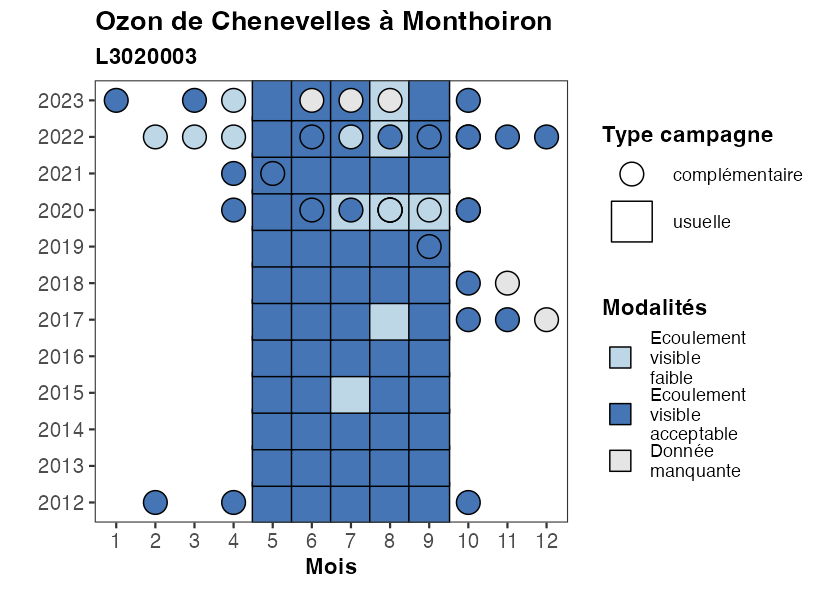 Ozon de Chenevelles à Monthoiron
L3020003
2023
2022
2021
2020
2019
2018
2017
2016
2015
2014
2013
2012
1 2 3 4 5 6 7 8 9 10 11 12
Mois
Type campagne
complémentaire
usuelle
Modalités
Ecoulement
visible
faible
Ecoulement
visible
acceptable
Donnée
manquante